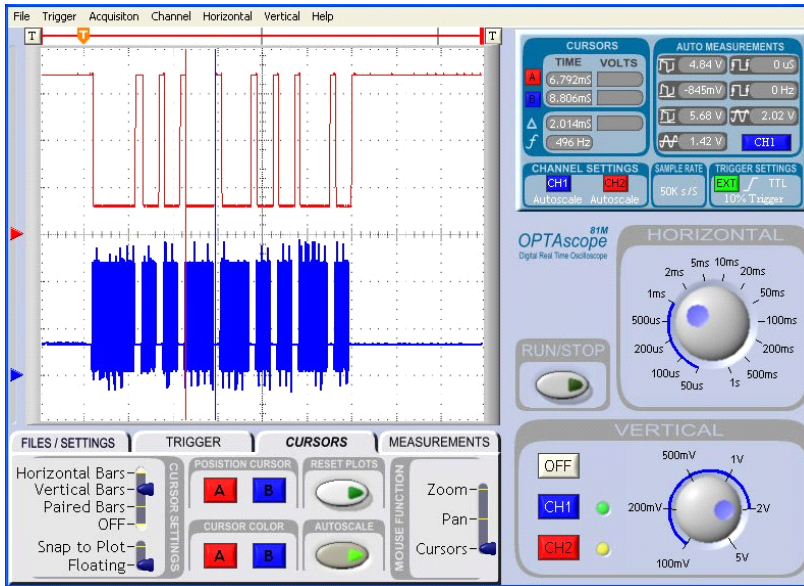 File Trigger Acquisiton Channel Horizontal Vertical Help
T T T
CURSORS
TIME VOLTS
A 6.792mS
B 8.806mS
Δ 2.014mS
f 496 Hz
AUTO MEASUREMENTS
4.84 V 0 uS
-845mV 0 Hz
5.68 V 2.02 V
1.42 V CH1
CHANNEL SETTINGS
CH1 CH2
Autoscale Autoscale
SAMPLE RATE
50K s/S
TRIGGER SETTINGS
EXT TTL
10% Trigger
OPTAscope 81M
Digital Real Time Oscilloscope
HORIZONTAL
50us 100us 200us 500us 1ms 2ms 5ms 10ms 20ms 50ms 100ms 200ms 500ms 1s
RUN/STOP
VERTICAL
OFF
CH1
CH2
100mV 200mV 500mV 1V 2V 5V
FILES / SETTINGS TRIGGER CURSORS MEASUREMENTS
Horizontal Bars
Vertical Bars
Paired Bars
OFF
Snap to Plot
Floating
CURSOR SETTINGS
POSISTION CURSOR
A B
CURSOR COLOR
A B
RESET PLOTS
AUTOSCALE
MOUSE FUNCTION
Zoom
Pan
Cursors